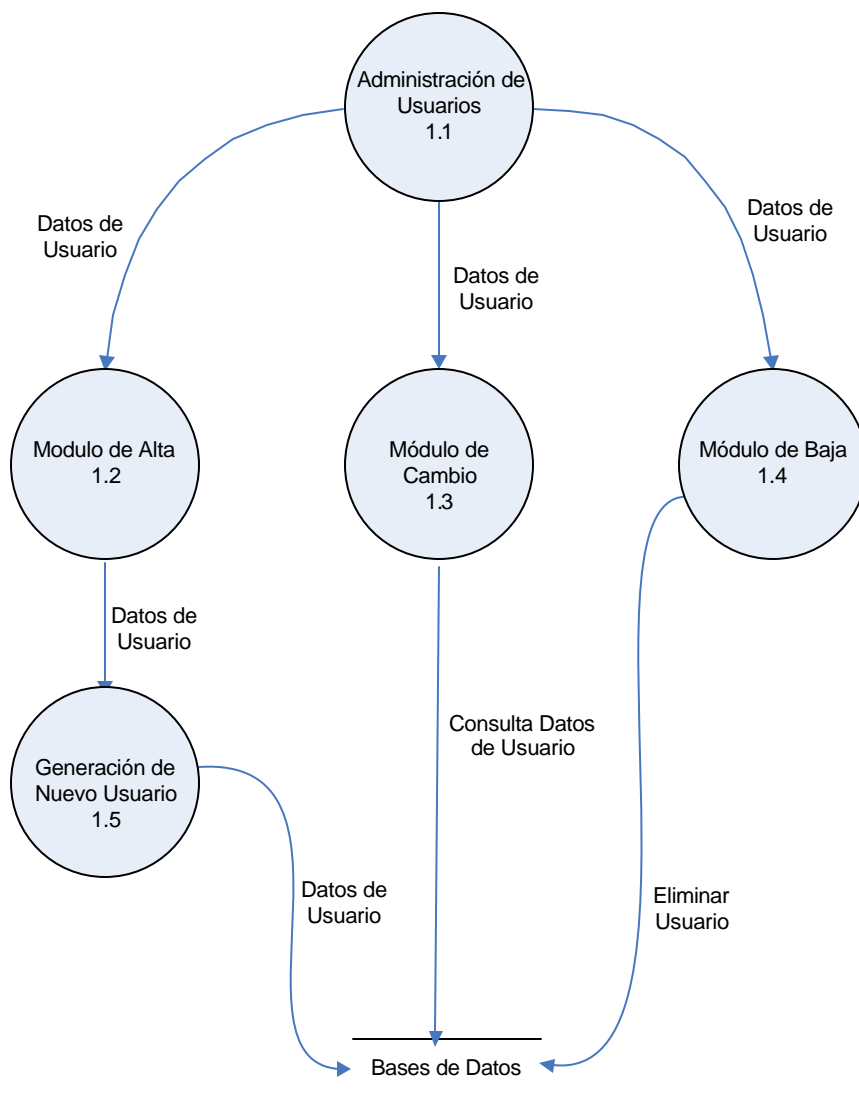 Administración de
Usuarios
1.1
Datos de
Usuario
Datos de
Usuario
Datos de
Usuario
Modulo de Alta
1.2
Módulo de
Cambio
1.3
Módulo de Baja
1.4
Datos de
Usuario
Generación de
Nuevo Usuario
1.5
Consulta Datos
de Usuario
Datos de
Usuario
Eliminar
Usuario
Bases de Datos